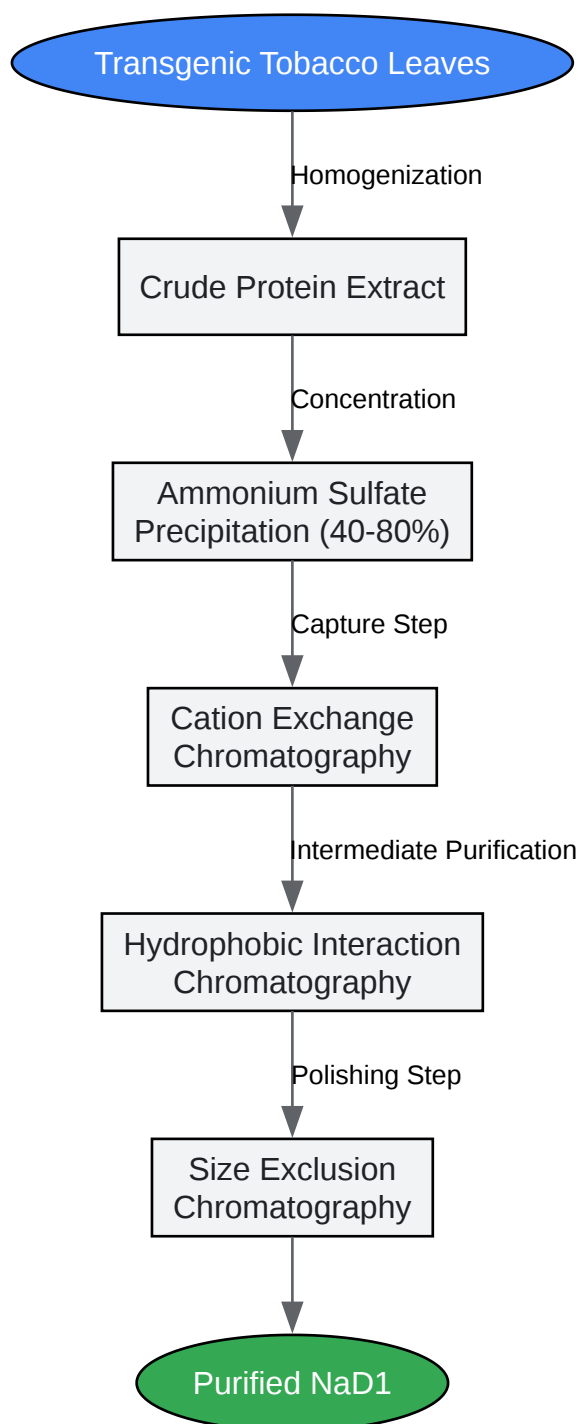 Transgenic Tobacco Leaves
Homogenization
Crude Protein Extract
Concentration
Ammonium Sulfate
Precipitation (40-80%)
Capture Step
Cation Exchange
Chromatography
Intermediate Purification
Hydrophobic Interaction
Chromatography
Polishing Step
Size Exclusion
Chromatography
Purified NaD1